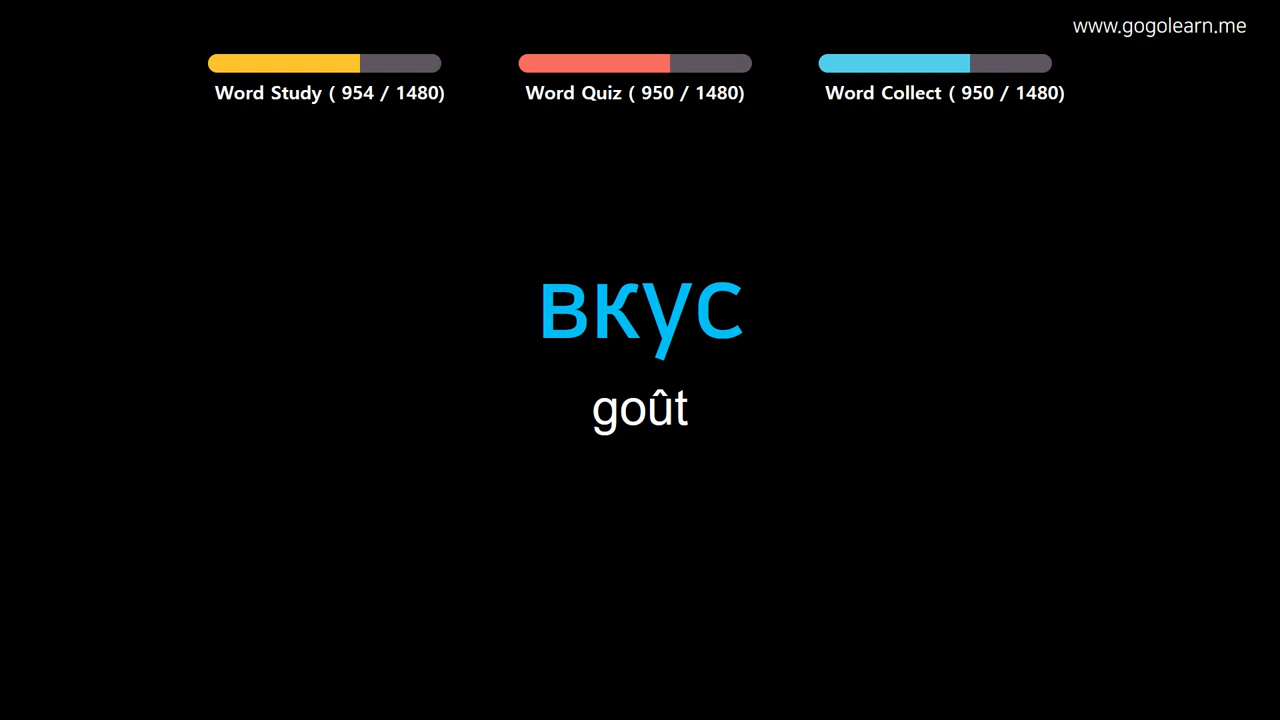 www.gogolearn.me
Word Study ( 954 / 1480)
Word Quiz ( 950 / 1480)
Word Collect ( 950 / 1480)
вкус
goût